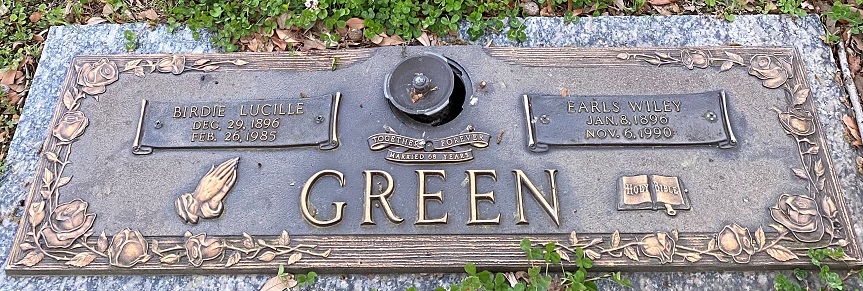 BIRDIE LUCILLE
DEC. 29, 1896
FEB. 26, 1985
TOGETHER FOREVER
MARRIED 68 YEARS
EARLS WILEY
JAN. 8, 1896
NOV. 6, 1990
GREEN
HOLY BIBLE